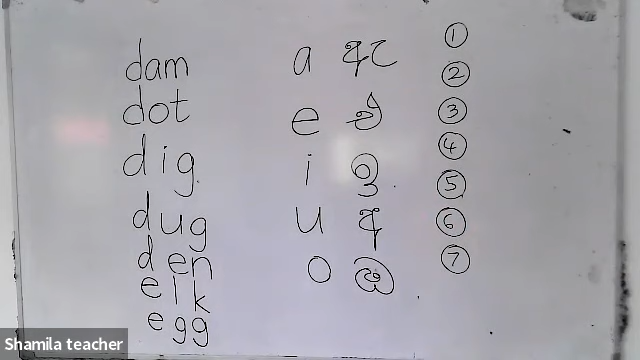 dam a ඇ ①
dot e එ ②
dig i ඉ ③
dug u අ ④
den o ඔ ⑤
elk ⑥
egg ⑦
Shamila teacher